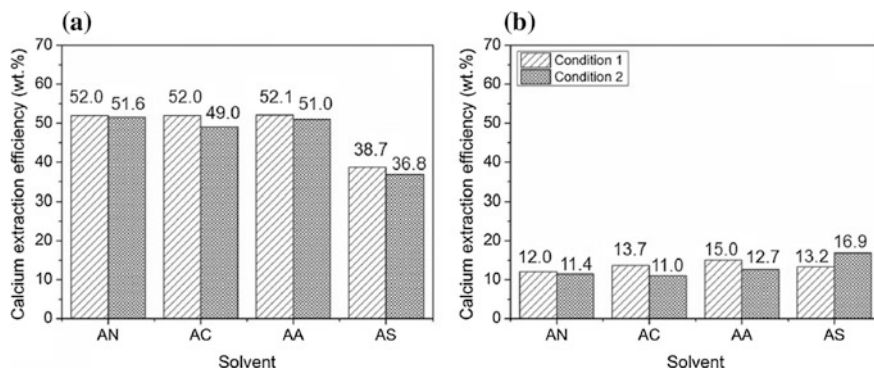 (a)
70
60
50
40
30
20
10
0
Calcium extraction efficiency (wt.%)
52.0 51.6
52.0 49.0
52.1 51.0
38.7 36.8
AN AC AA AS
Solvent
(b)
70
60
50
40
30
20
10
0
Calcium extraction efficiency (wt.%)
Condition 1
Condition 2
12.0 11.4
13.7 11.0
15.0 12.7
13.2 16.9
AN AC AA AS
Solvent